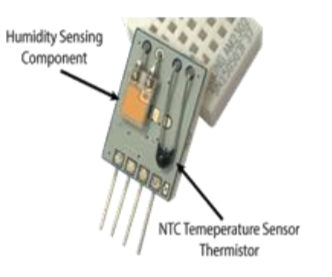 Humidity Sensing
Component
NTC Temeperature Sensor
Thermistor